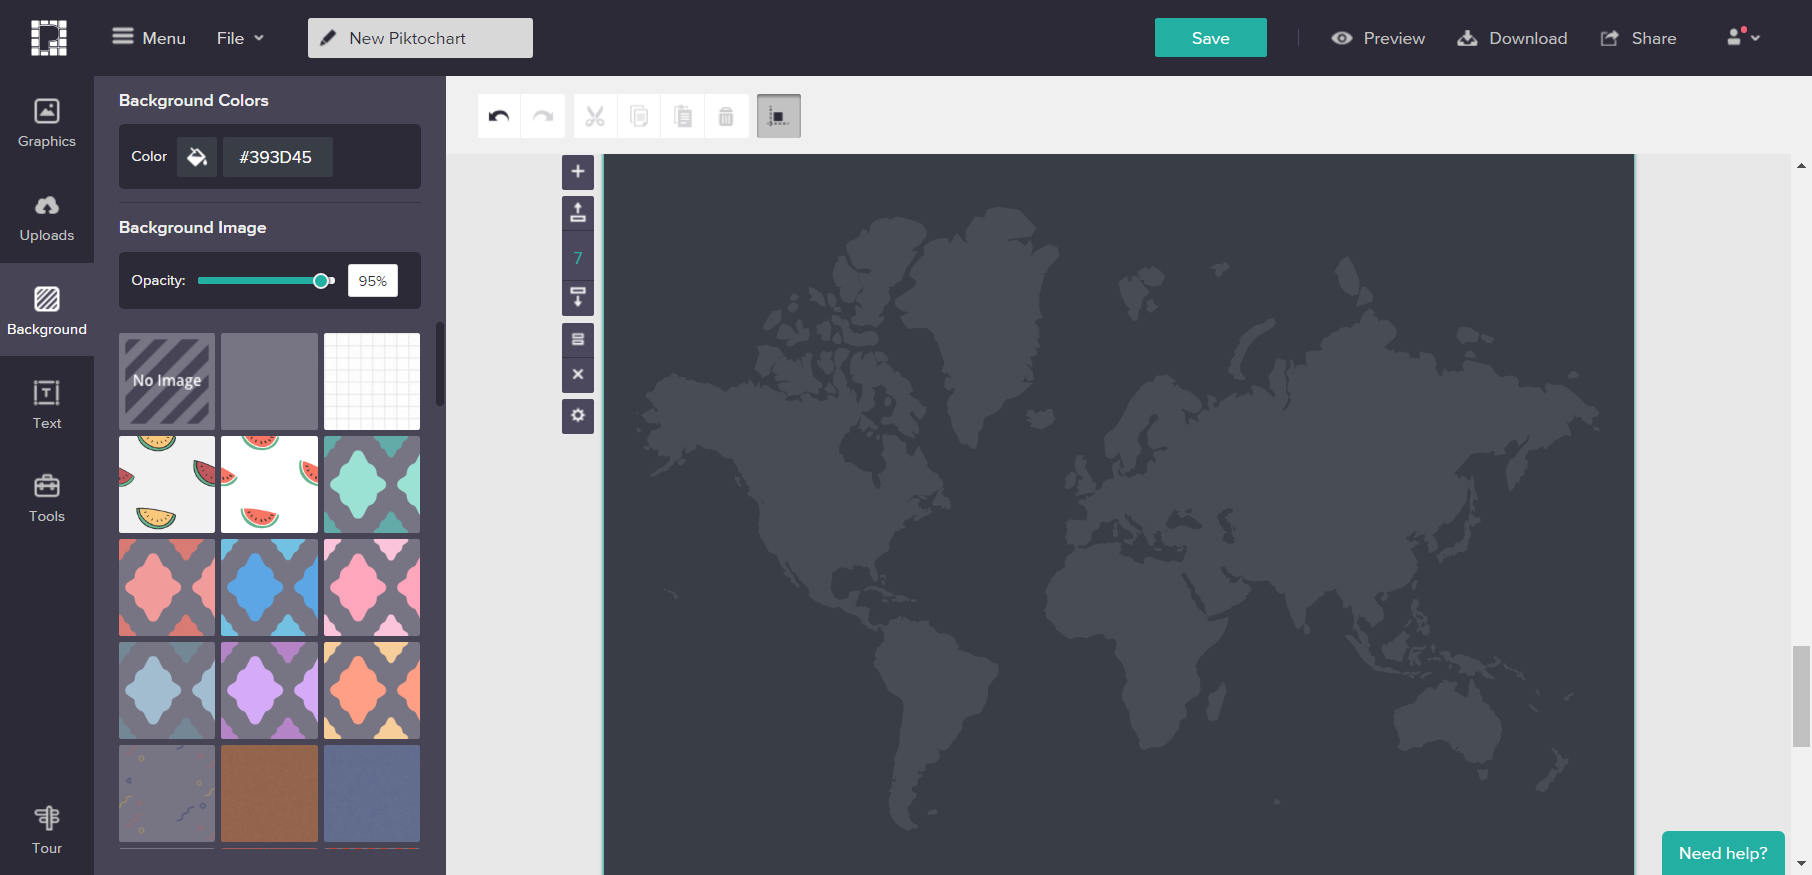 Menu
File
New Piktochart
Save
Preview
Download
Share
Graphics
Uploads
Background
Text
Tools
Tour
Background Colors
Color
#393D45
Background Image
Opacity:
95%
No Image
7
Need help?